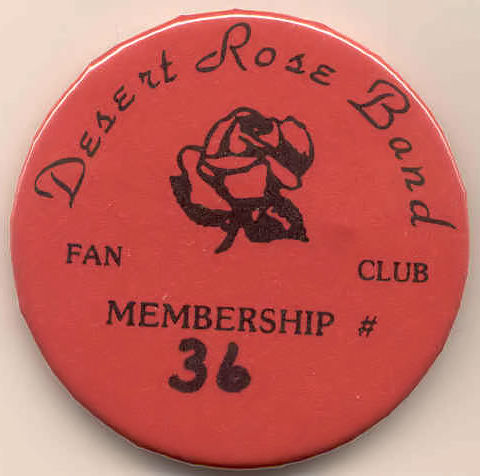 Desert Rose Band
FAN CLUB
MEMBERSHIP #
36